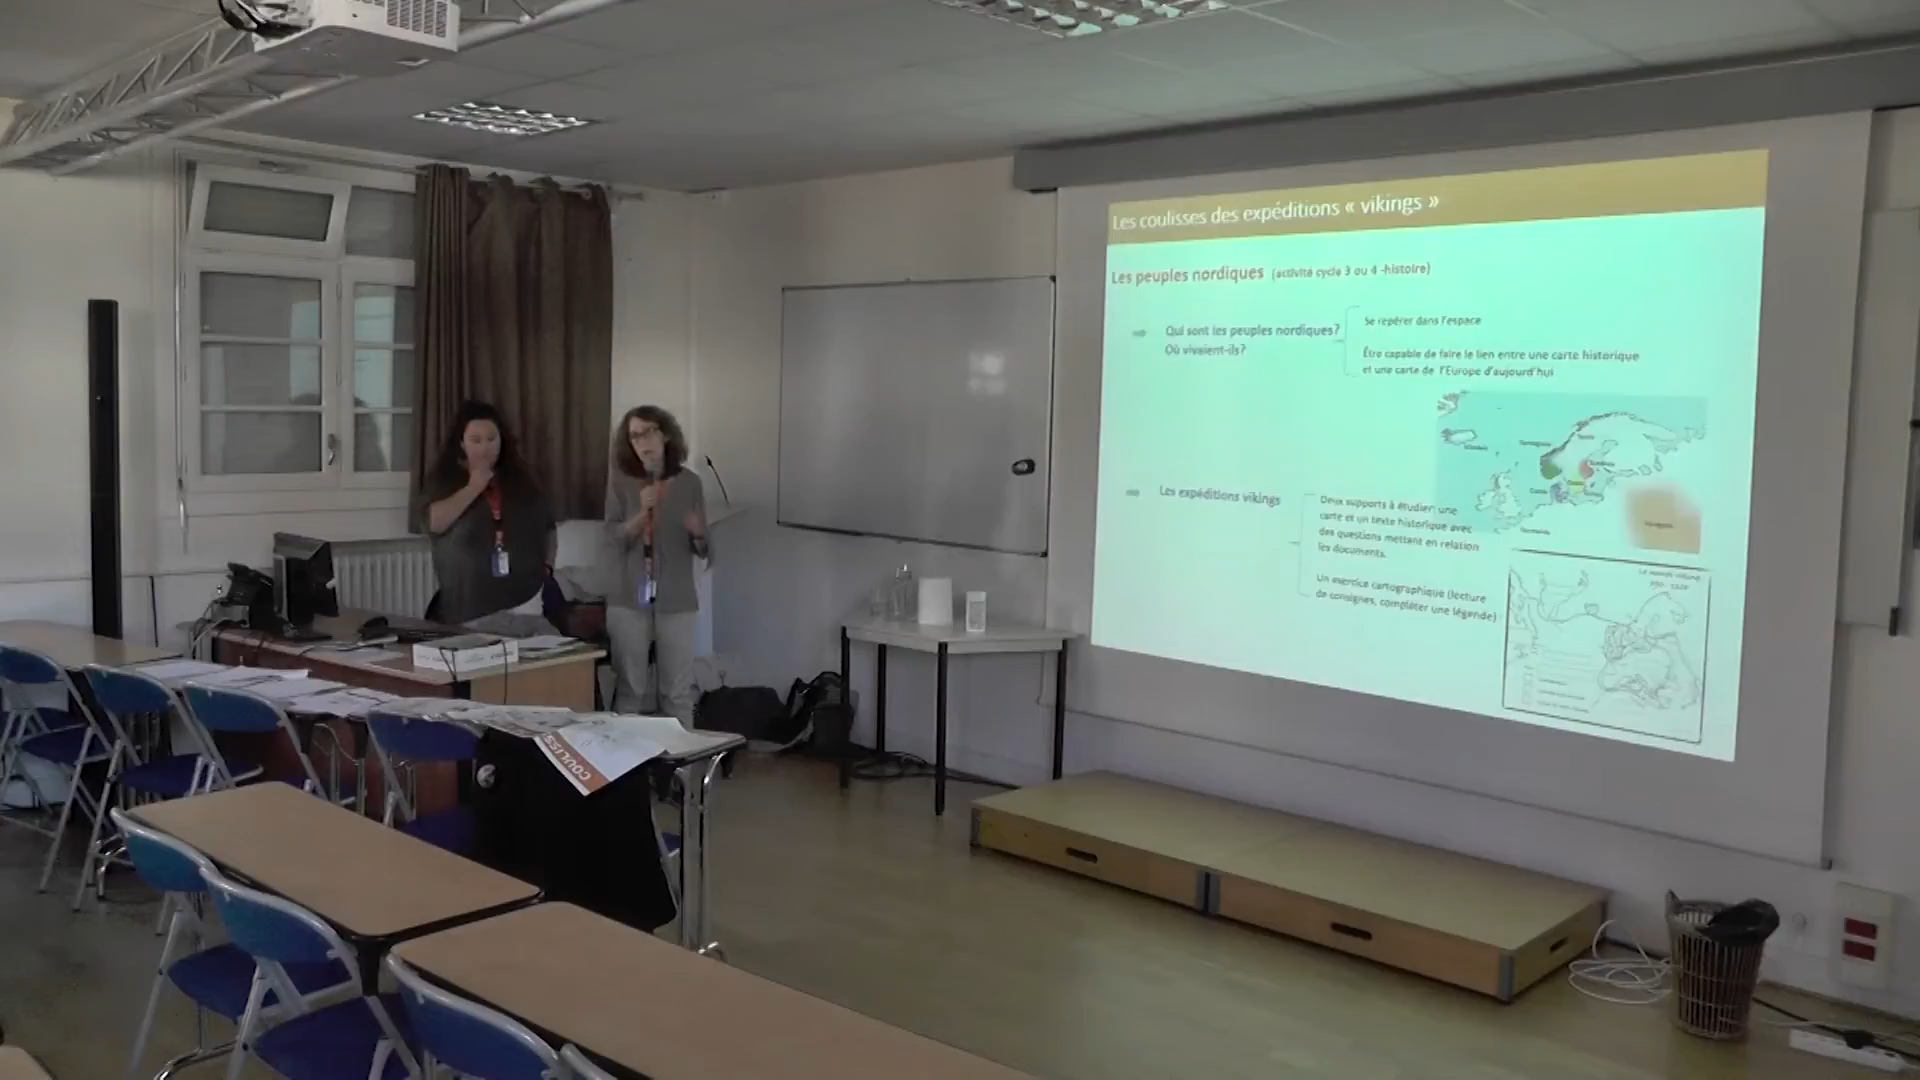 Les coulisses des expéditions « vikings »
Les peuples nordiques (activité cycle 3 ou 4 -histoire)
Qui sont les peuples nordiques?
Où vivaient-ils?
Se repérer dans l'espace
Être capable de faire le lien entre une carte historique
et une carte de l'Europe d'aujourd'hui
Les expéditions vikings
Deux supports à étudier: une
carte et un texte historique avec
des questions mettant en relation
les documents.
Un exercice cartographique (lecture
de consignes, compléter une légende)
COULISS